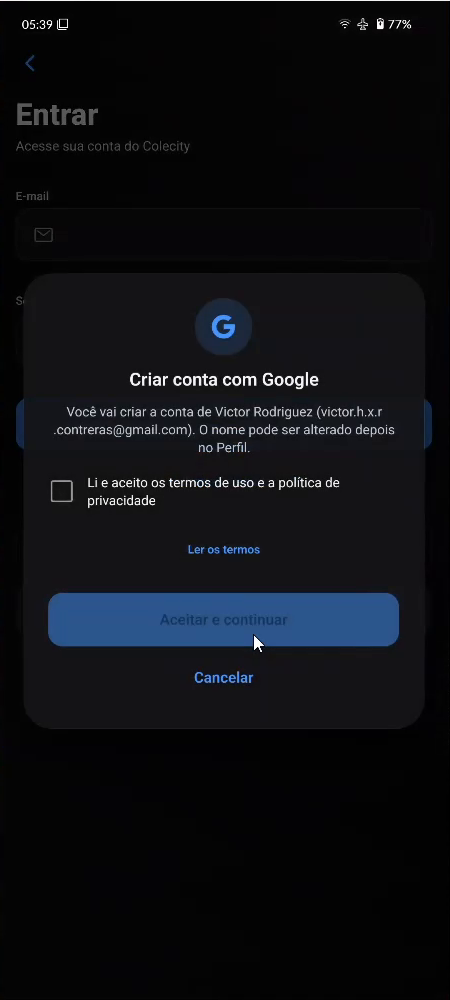 05:39
77%
Entrar
Acesse sua conta do Colecity
E-mail
G
Criar conta com Google
Você vai criar a conta de Victor Rodriguez (victor.h.x.r
.contreras@gmail.com). O nome pode ser alterado depois
no Perfil.
Li e aceito os termos de uso e a política de
privacidade
Ler os termos
Aceitar e continuar
Cancelar